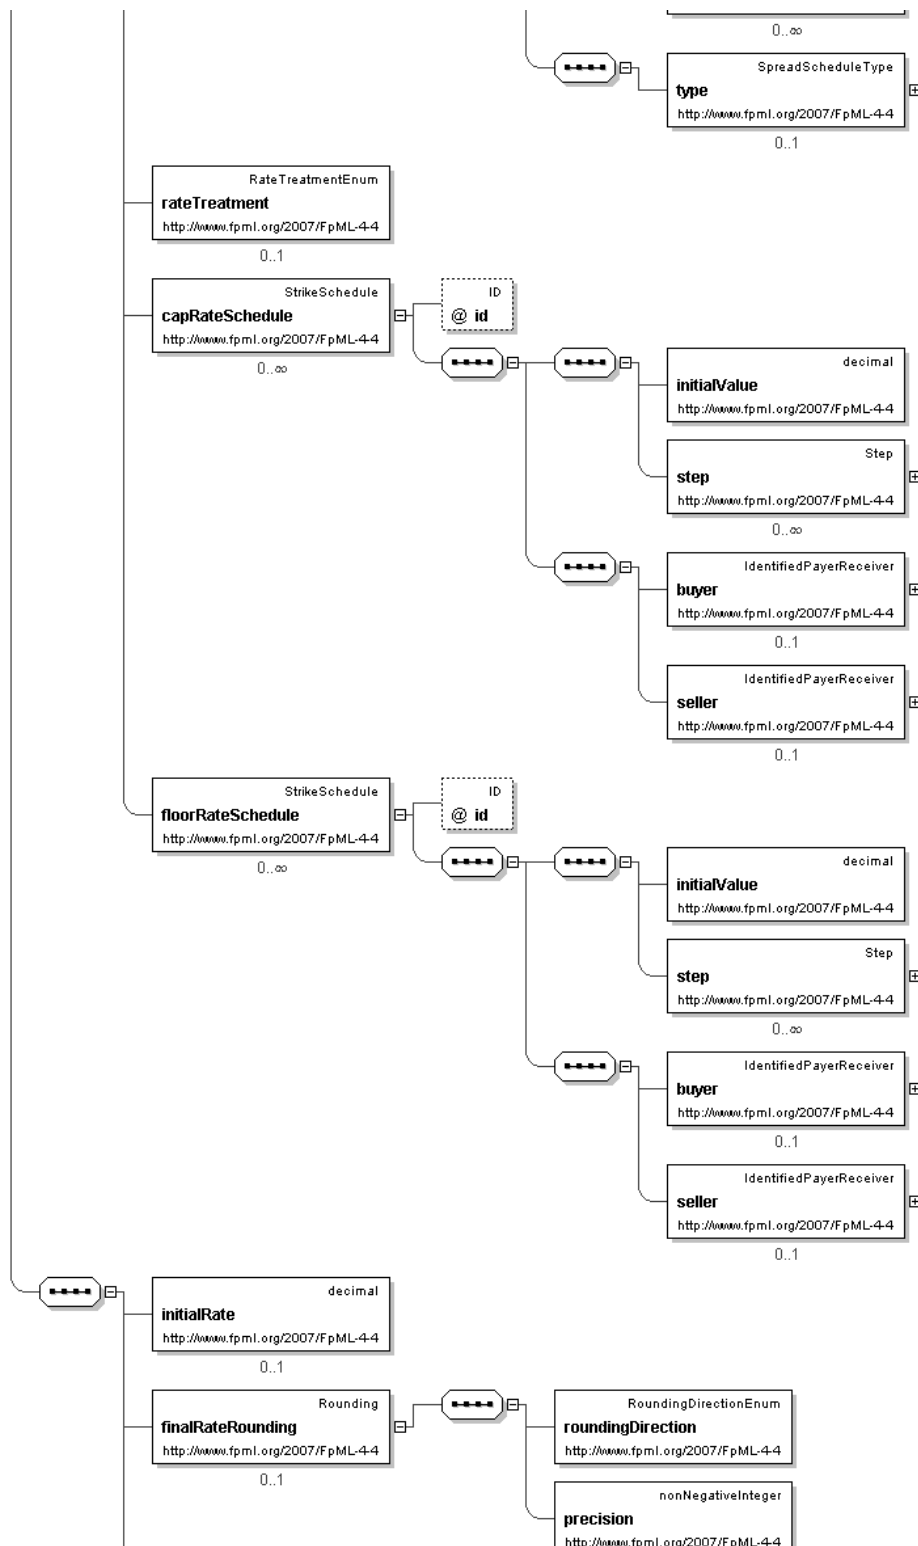 0..∞
SpreadScheduleType
type
http://www.fpml.org/2007/FpML-4-4
0..1
RateTreatmentEnum
rateTreatment
http://www.fpml.org/2007/FpML-4-4
0..1
StrikeSchedule
capRateSchedule
http://www.fpml.org/2007/FpML-4-4
0..∞
ID
@ id
decimal
initialValue
http://www.fpml.org/2007/FpML-4-4
Step
step
http://www.fpml.org/2007/FpML-4-4
0..∞
IdentifiedPayerReceiver
buyer
http://www.fpml.org/2007/FpML-4-4
0..1
IdentifiedPayerReceiver
seller
http://www.fpml.org/2007/FpML-4-4
0..1
StrikeSchedule
floorRateSchedule
http://www.fpml.org/2007/FpML-4-4
0..∞
ID
@ id
decimal
initialValue
http://www.fpml.org/2007/FpML-4-4
Step
step
http://www.fpml.org/2007/FpML-4-4
0..∞
IdentifiedPayerReceiver
buyer
http://www.fpml.org/2007/FpML-4-4
0..1
IdentifiedPayerReceiver
seller
http://www.fpml.org/2007/FpML-4-4
0..1
decimal
initialRate
http://www.fpml.org/2007/FpML-4-4
0..1
Rounding
finalRateRounding
http://www.fpml.org/2007/FpML-4-4
0..1
RoundingDirectionEnum
roundingDirection
http://www.fpml.org/2007/FpML-4-4
nonNegativeInteger
precision
http://www.fpml.org/2007/FpML-4-4